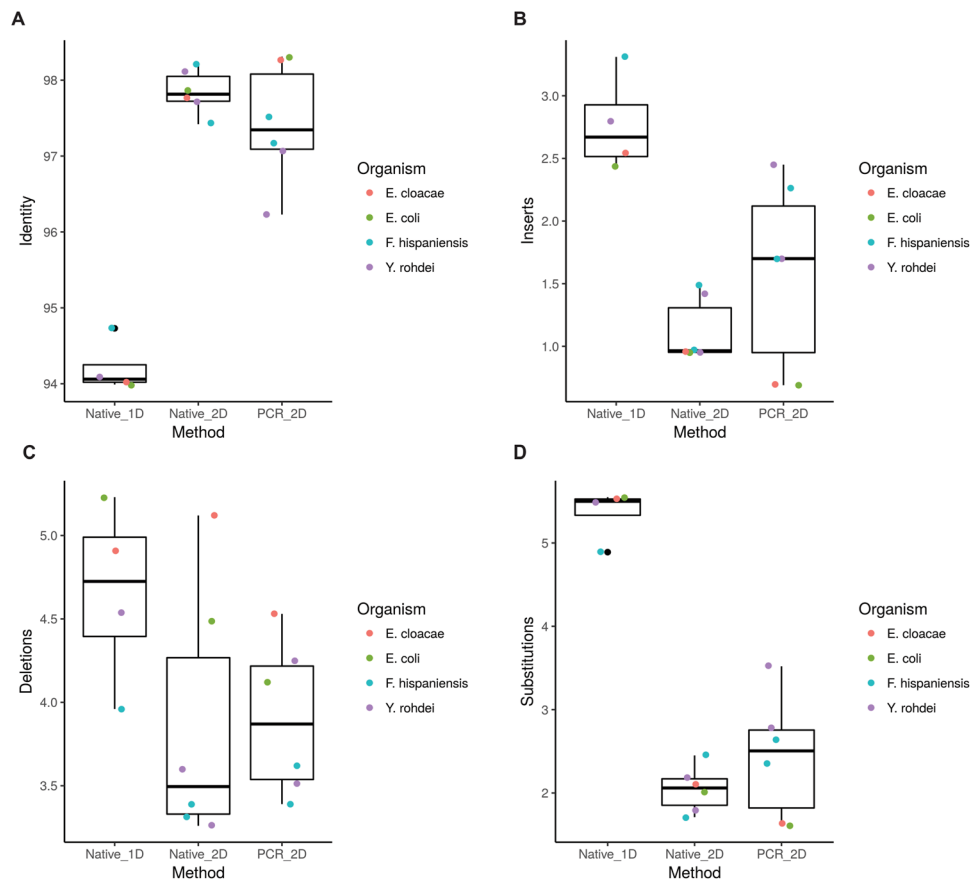 A
Identity
98
97
96
95
94
Native_1D
Native_2D
PCR_2D
Method
Organism
E. cloacae
E. coli
F. hispaniensis
Y. rohdei
B
Inserts
3.0
2.5
2.0
1.5
1.0
Native_1D
Native_2D
PCR_2D
Method
Organism
E. cloacae
E. coli
F. hispaniensis
Y. rohdei
C
Deletions
5.0
4.5
4.0
3.5
Native_1D
Native_2D
PCR_2D
Method
Organism
E. cloacae
E. coli
F. hispaniensis
Y. rohdei
D
Substitutions
5
4
3
2
Native_1D
Native_2D
PCR_2D
Method
Organism
E. cloacae
E. coli
F. hispaniensis
Y. rohdei